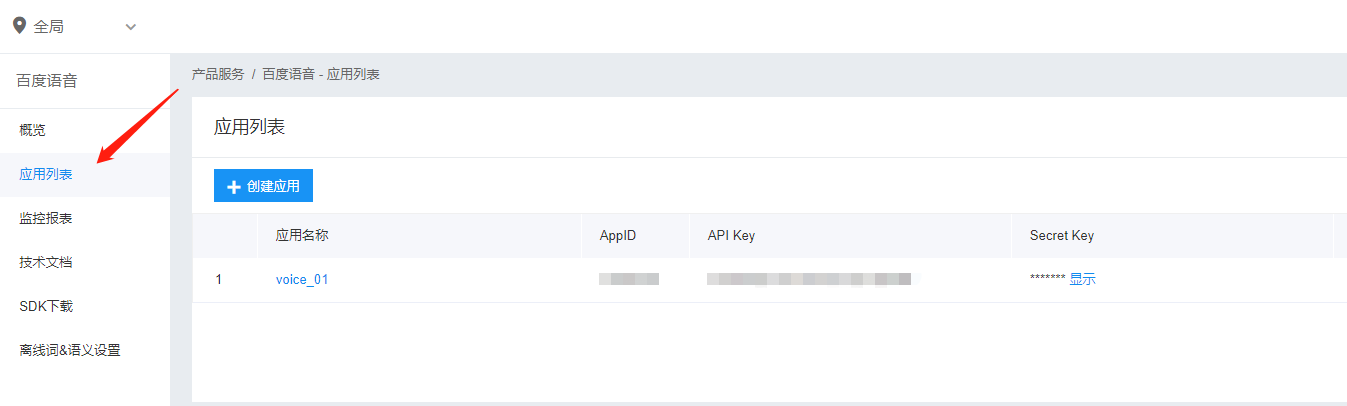 全局
百度语音
概览
应用列表
监控报表
技术文档
SDK下载
离线词&语义设置
产品服务 / 百度语音 - 应用列表
应用列表
创建应用
应用名称 AppID API Key Secret Key
1 voice_01 ******* 显示